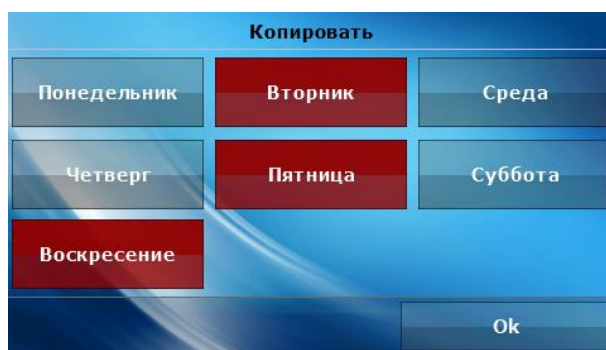 Копировать
Понедельник Вторник Среда
Четверг Пятница Суббота
Воскресение
Ok